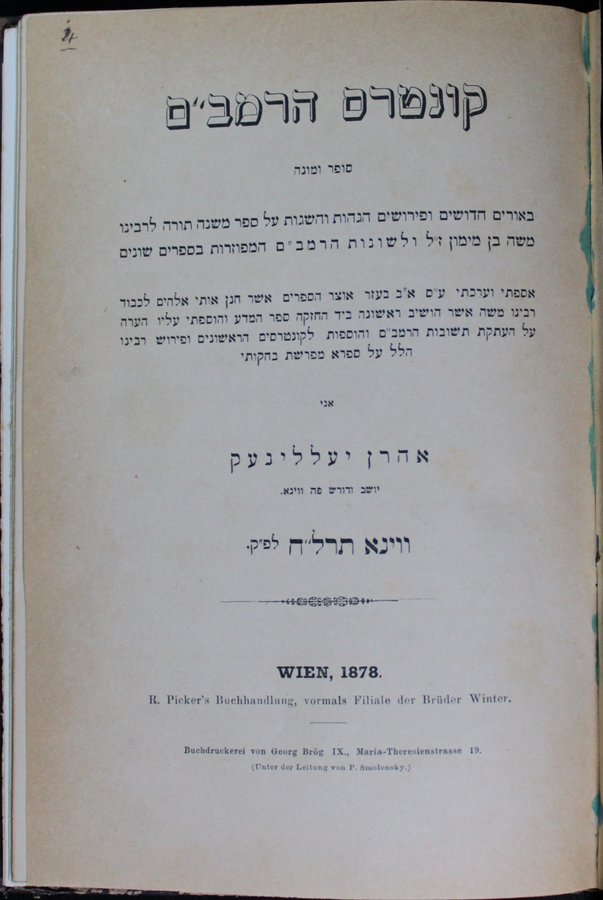 4
קונטרס הרמב״ם
סופר ומונה
באורים חדושים ופירושים הגהות והשגות על ספר משנה תורה לרבינו
משה בן מימון ז״ל ולשונות הרמב״ם המפוזרות בספרים שונים
אספתי וערכתי ע״ס א״ב בעזר אוצר הספרים אשר חנן אותי אלהים לכבוד
רבינו משה אשר הושיב ראשונה ביד החזקה ספר המדע והוספתי עליו הערה
על העתקת תשובות הרמב״ם והוספות לקונטרסים הראשונים ופירוש רבינו
הלל על ספרא מפרשת בחקותי
אני
אהרן יעללינעק
יושב ודורש פה ווינא.
ווינא תרל״ח לפ״ק.
WIEN, 1878.
R. Picker's Buchhandlung, vormals Filiale der Brüder Winter.
Buchdruckerei von Georg Brög IX., Maria-Theresienstrasse 19.
(Unter der Leitung von P. Smolensky.)